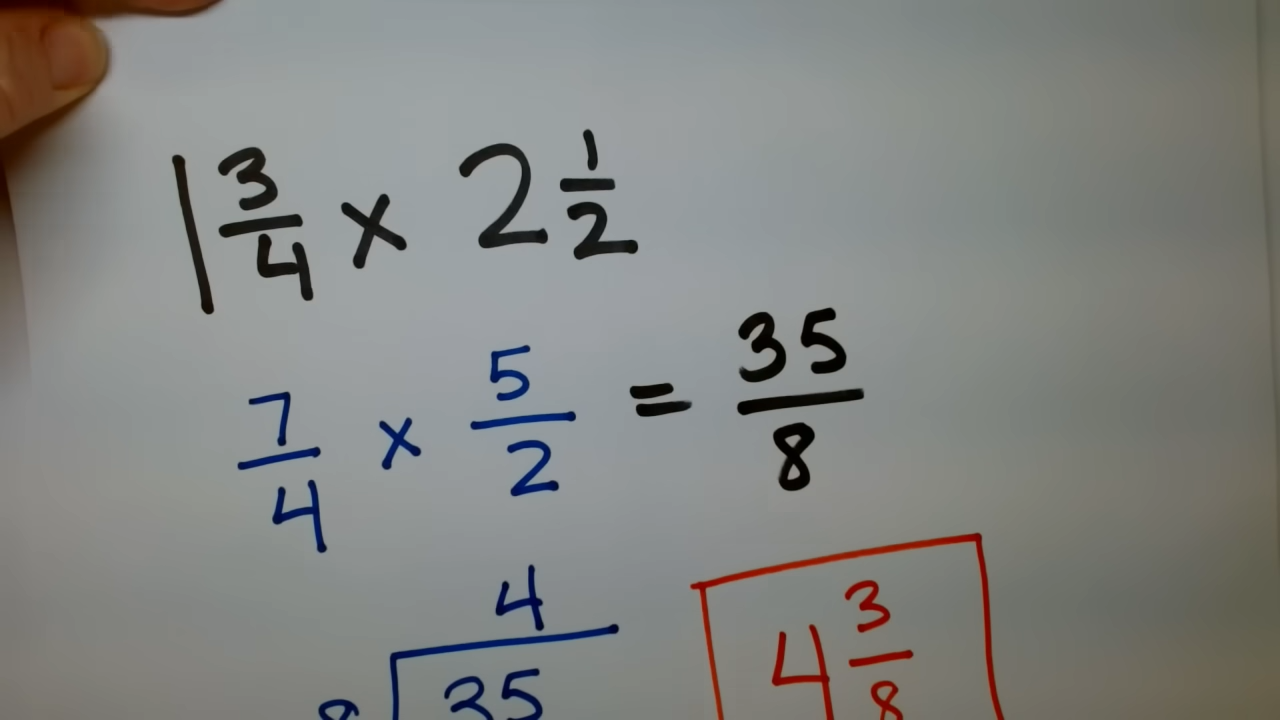 1 3/4 × 2 1/2
7/4 × 5/2 = 35/8
4
8 35
4 3/8